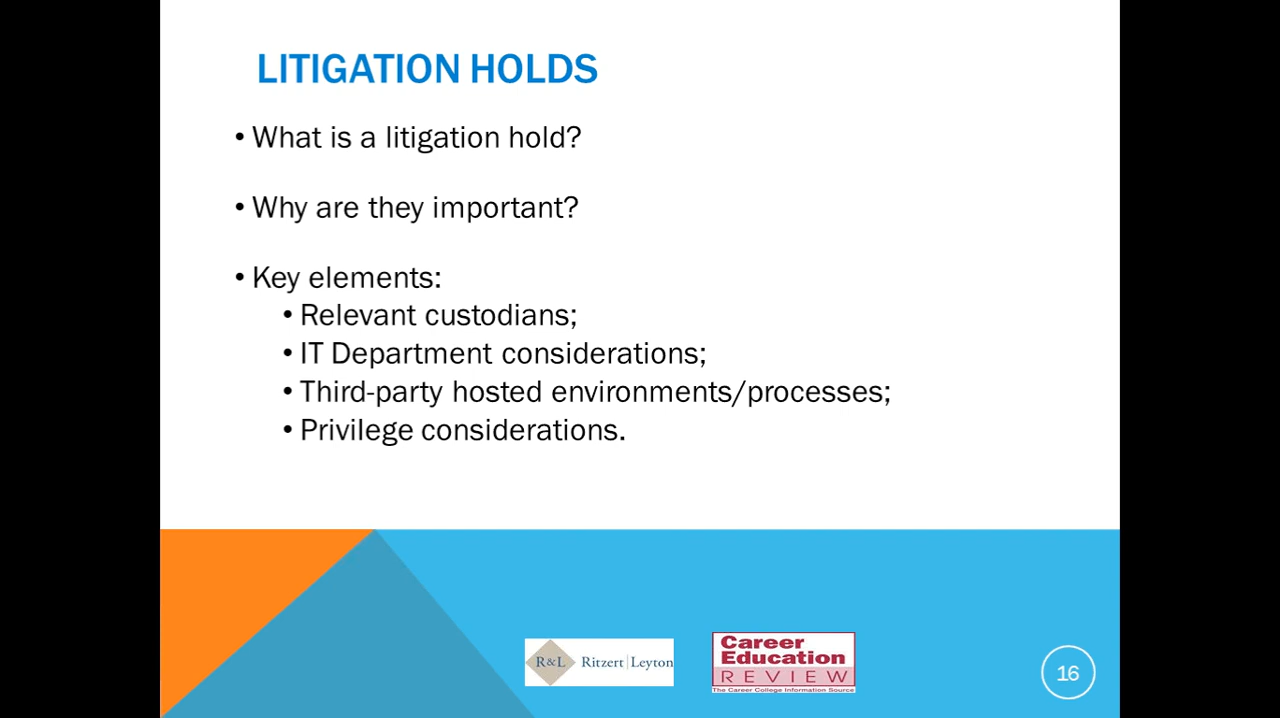 LITIGATION HOLDS
• What is a litigation hold?
• Why are they important?
• Key elements:
• Relevant custodians;
• IT Department considerations;
• Third-party hosted environments/processes;
• Privilege considerations.
R&L Ritzert|Leyton
Career
Education
REVIEW
The Career College Information Source
16